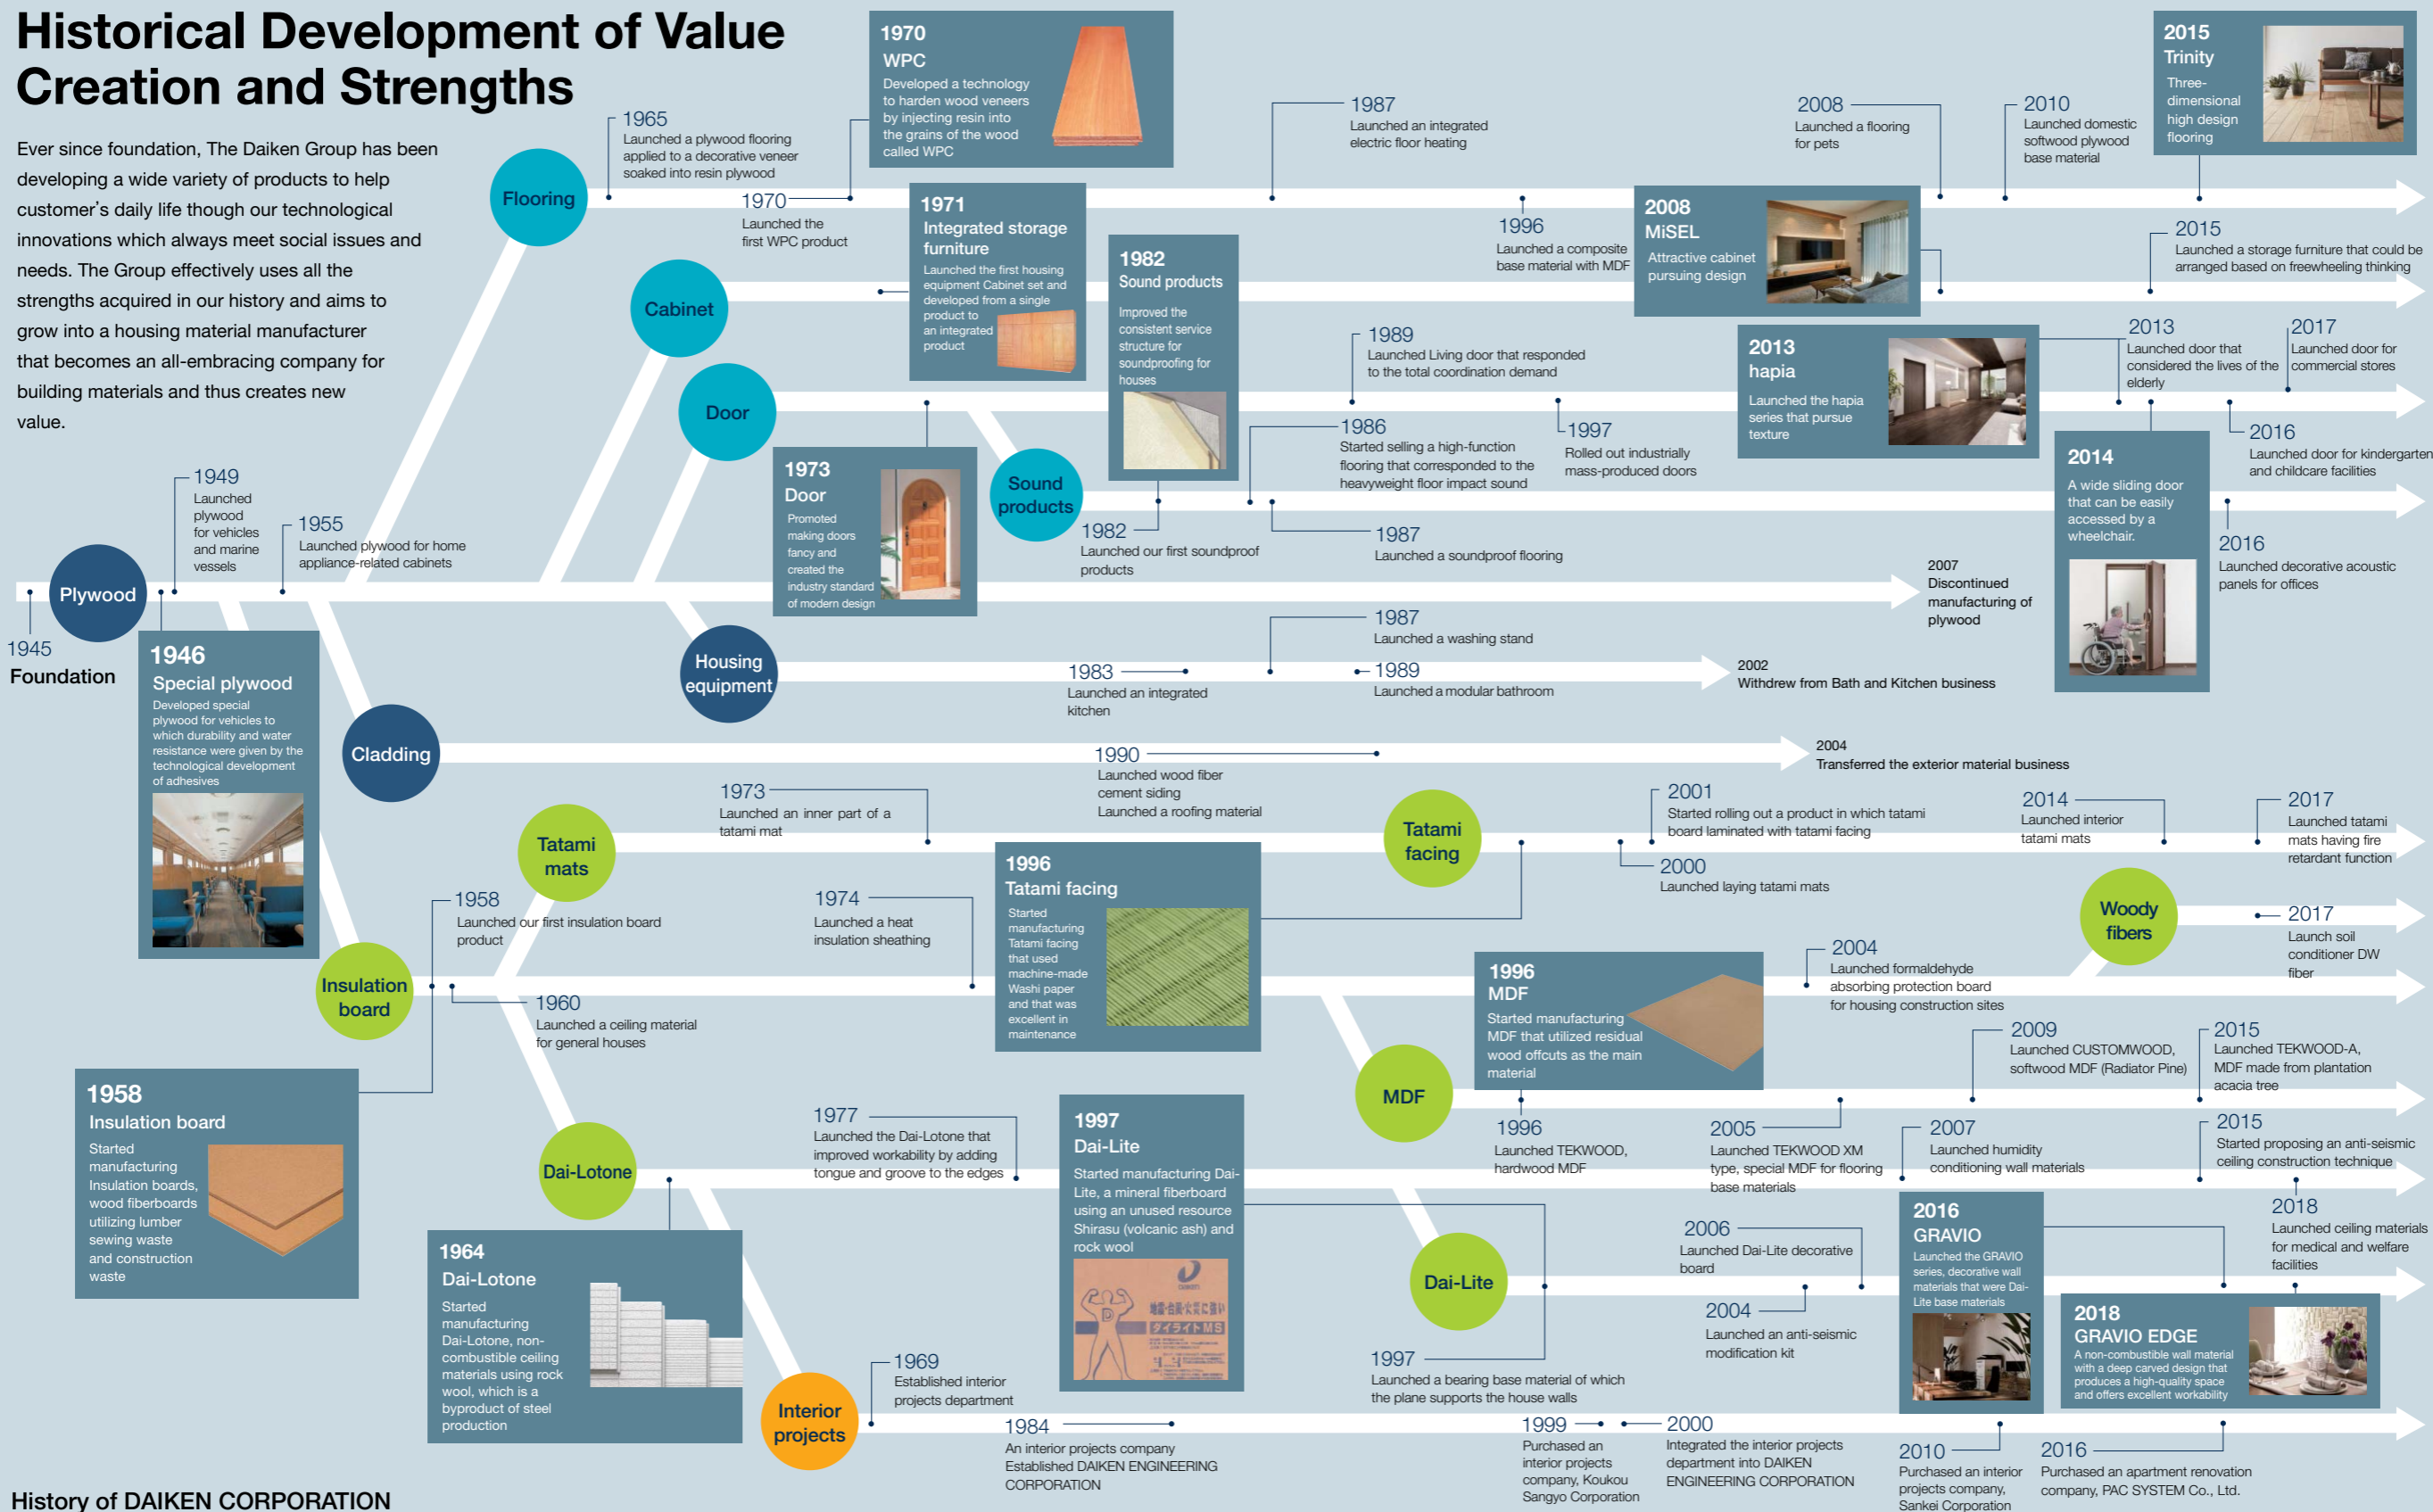 Historical Development of Value
Creation and Strengths
Ever since foundation, The Daiken Group has been
developing a wide variety of products to help
customer's daily life though our technological
innovations which always meet social issues and
needs. The Group effectively uses all the
strengths acquired in our history and aims to
grow into a housing material manufacturer
that becomes an all-embracing company for
building materials and thus creates new
value.
Flooring
1965
Launched a plywood flooring
applied to a decorative veneer
soaked into resin plywood
1970
Launched the
first WPC product
1970
WPC
Developed a technology
to harden wood veneers
by injecting resin into
the grains of the wood
called WPC
1987
Launched an integrated
electric floor heating
1996
Launched a composite
base material with MDF
2008
Launched a flooring
for pets
2010
Launched domestic
softwood plywood
base material
2015
Trinity
Three-
dimensional
high design
flooring
Cabinet
1971
Integrated storage
furniture
Launched the first housing
equipment Cabinet set and
developed from a single
product to
an integrated
product
2008
MiSEL
Attractive cabinet
pursuing design
2015
Launched a storage furniture that could be
arranged based on freewheeling thinking
Door
1973
Door
Promoted
making doors
fancy and
created the
industry standard
of modern design
1989
Launched Living door that responded
to the total coordination demand
1997
Rolled out industrially
mass-produced doors
2013
hapia
Launched the hapia
series that pursue
texture
2013
Launched door that
considered the lives of the
elderly
2017
Launched door for
commercial stores
2014
A wide sliding door
that can be easily
accessed by a
wheelchair.
2016
Launched door for kindergarten
and childcare facilities
Sound
products
1982
Sound products
Improved the
consistent service
structure for
soundproofing for
houses
1982
Launched our first soundproof
products
1986
Started selling a high-function
flooring that corresponded to the
heavyweight floor impact sound
1987
Launched a soundproof flooring
2016
Launched decorative acoustic
panels for offices
Plywood
1945
Foundation
1949
Launched
plywood
for vehicles
and marine
vessels
1955
Launched plywood for home
appliance-related cabinets
1946
Special plywood
Developed special
plywood for vehicles to
which durability and water
resistance were given by the
technological development
of adhesives
2007
Discontinued
manufacturing of
plywood
Housing
equipment
1983
Launched an integrated
kitchen
1987
Launched a washing stand
1989
Launched a modular bathroom
2002
Withdrew from Bath and Kitchen business
Cladding
1990
Launched wood fiber
cement siding
Launched a roofing material
2004
Transferred the exterior material business
Tatami
mats
1973
Launched an inner part of a
tatami mat
Tatami
facing
1996
Tatami facing
Started
manufacturing
Tatami facing
that used
machine-made
Washi paper
and that was
excellent in
maintenance
2001
Started rolling out a product in which tatami
board laminated with tatami facing
2000
Launched laying tatami mats
2014
Launched interior
tatami mats
2017
Launched tatami
mats having fire
retardant function
Woody
fibers
2017
Launch soil
conditioner DW
fiber
Insulation
board
1958
Launched our first insulation board
product
1960
Launched a ceiling material
for general houses
1974
Launched a heat
insulation sheathing
2004
Launched formaldehyde
absorbing protection board
for housing construction sites
1958
Insulation board
Started
manufacturing
Insulation boards,
wood fiberboards
utilizing lumber
sewing waste
and construction
waste
MDF
1996
MDF
Started manufacturing
MDF that utilized residual
wood offcuts as the main
material
1996
Launched TEKWOOD,
hardwood MDF
2005
Launched TEKWOOD XM
type, special MDF for flooring
base materials
2009
Launched CUSTOMWOOD,
softwood MDF (Radiator Pine)
2015
Launched TEKWOOD-A,
MDF made from plantation
acacia tree
Dai-Lotone
1977
Launched the Dai-Lotone that
improved workability by adding
tongue and groove to the edges
2007
Launched humidity
conditioning wall materials
2015
Started proposing an anti-seismic
ceiling construction technique
2018
Launched ceiling materials
for medical and welfare
facilities
1964
Dai-Lotone
Started
manufacturing
Dai-Lotone, non-
combustible ceiling
materials using rock
wool, which is a
byproduct of steel
production
Dai-Lite
1997
Dai-Lite
Started manufacturing Dai-
Lite, a mineral fiberboard
using an unused resource
Shirasu (volcanic ash) and
rock wool
DAIKEN
D
地震・台風・火災に強い
ダイライトMS
1997
Launched a bearing base material of which
the plane supports the house walls
2006
Launched Dai-Lite decorative
board
2004
Launched an anti-seismic
modification kit
2016
GRAVIO
Launched the GRAVIO
series, decorative wall
materials that were Dai-
Lite base materials
2018
GRAVIO EDGE
A non-combustible wall material
with a deep carved design that
produces a high-quality space
and offers excellent workability
Interior
projects
1969
Established interior
projects department
1984
An interior projects company
Established DAIKEN ENGINEERING
CORPORATION
1999
Purchased an
interior projects
company, Koukou
Sangyo Corporation
2000
Integrated the interior projects
department into DAIKEN
ENGINEERING CORPORATION
2010
Purchased an interior
projects company,
Sankei Corporation
2016
Purchased an apartment renovation
company, PAC SYSTEM Co., Ltd.
History of DAIKEN CORPORATION